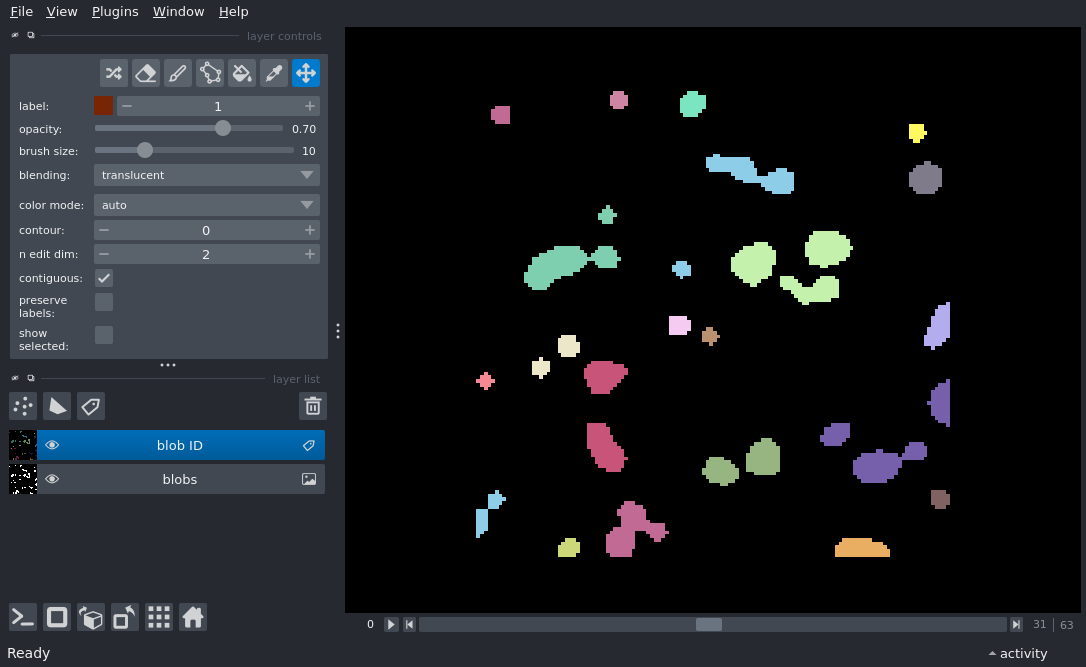 File View Plugins Window Help
layer controls
label: 1
opacity: 0.70
brush size: 10
blending: translucent
color mode: auto
contour: 0
n edit dim: 2
contiguous:
preserve
labels:
show
selected:
layer list
blob ID
blobs
0 31 63
Ready activity